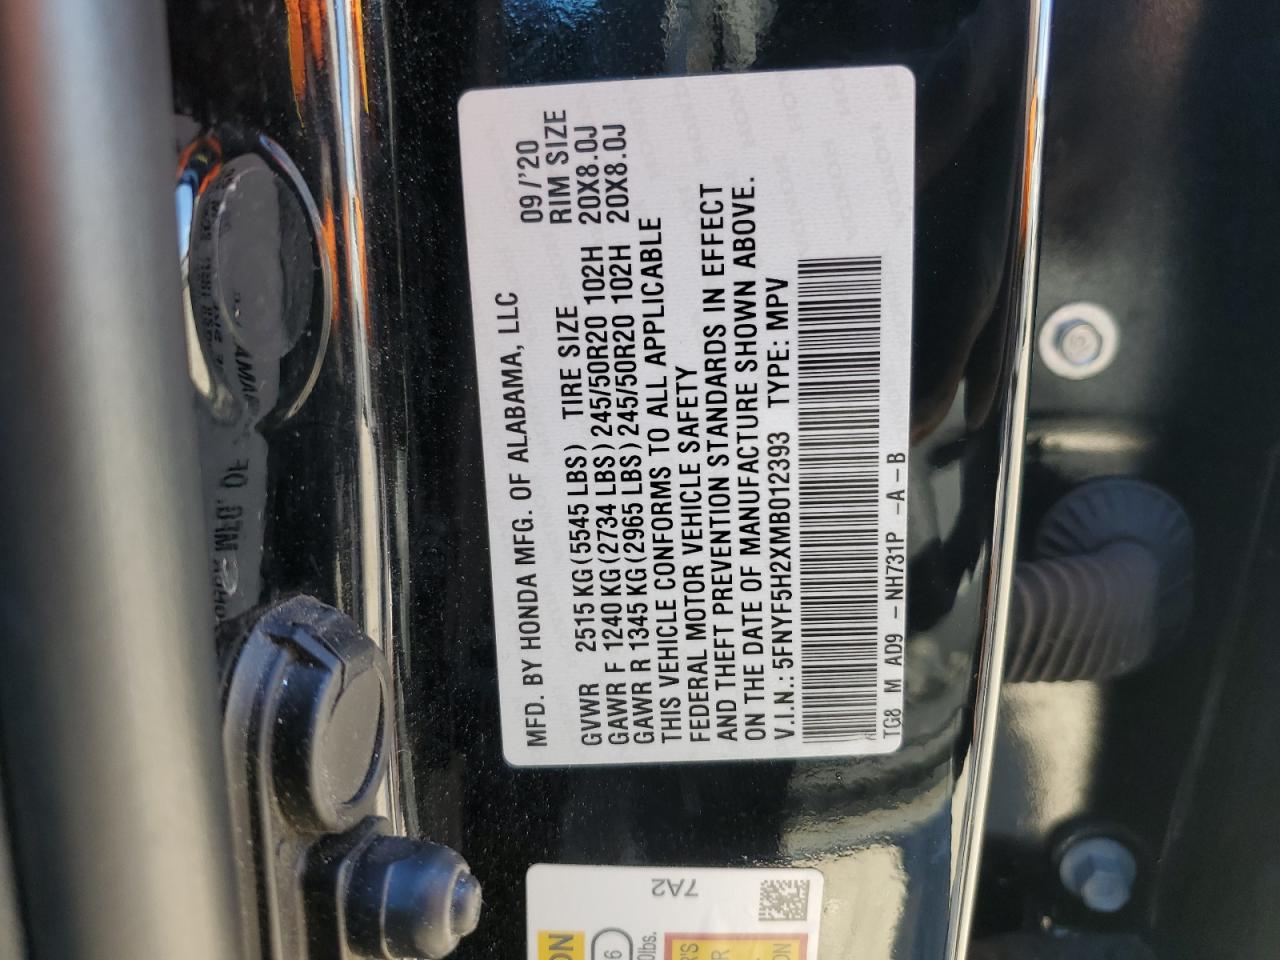 MFD. BY HONDA MFG. OF ALABAMA, LLC 09/'20
GVWR 2515 KG (5545 LBS) TIRE SIZE RIM SIZE
GAWR F 1240 KG (2734 LBS) 245/50R20 102H 20X8.0J
GAWR R 1345 KG (2965 LBS) 245/50R20 102H 20X8.0J
THIS VEHICLE CONFORMS TO ALL APPLICABLE
FEDERAL MOTOR VEHICLE SAFETY
AND THEFT PREVENTION STANDARDS IN EFFECT
ON THE DATE OF MANUFACTURE SHOWN ABOVE.
V.I.N.: 5FNYF5H2XMB012393 TYPE: MPV
TG8 M AD9 -NH731P -A-B
7A2